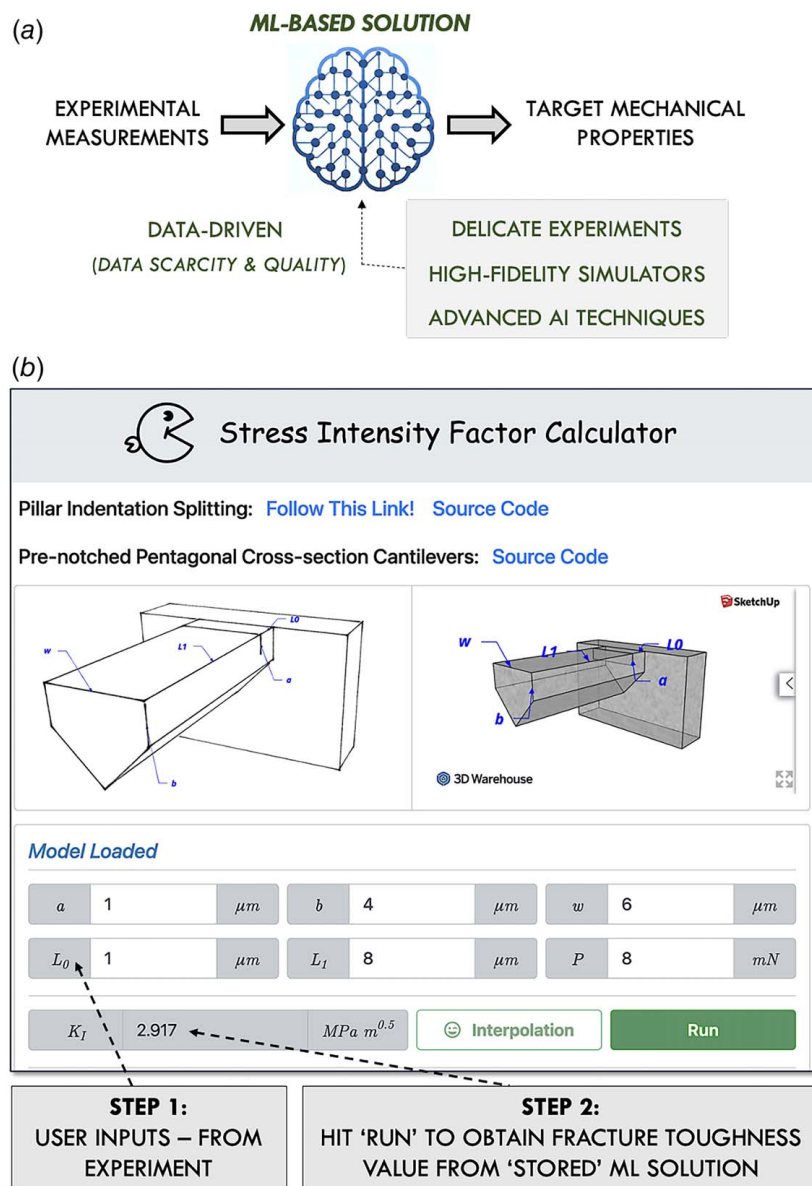 (a)
ML-BASED SOLUTION
EXPERIMENTAL
MEASUREMENTS
TARGET MECHANICAL
PROPERTIES
DATA-DRIVEN
(DATA SCARCITY & QUALITY)
DELICATE EXPERIMENTS
HIGH-FIDELITY SIMULATORS
ADVANCED AI TECHNIQUES
(b)
Stress Intensity Factor Calculator
Pillar Indentation Splitting: Follow This Link! Source Code
Pre-notched Pentagonal Cross-section Cantilevers: Source Code
w
L1
L0
a
b
SketchUp
w
L1
L0
a
b
3D Warehouse
Model Loaded
a 1 μm b 4 μm w 6 μm
L0 1 μm L1 8 μm P 8 mN
KI 2.917 MPa m^0.5 Interpolation Run
STEP 1:
USER INPUTS – FROM
EXPERIMENT
STEP 2:
HIT ‘RUN’ TO OBTAIN FRACTURE TOUGHNESS
VALUE FROM ‘STORED’ ML SOLUTION